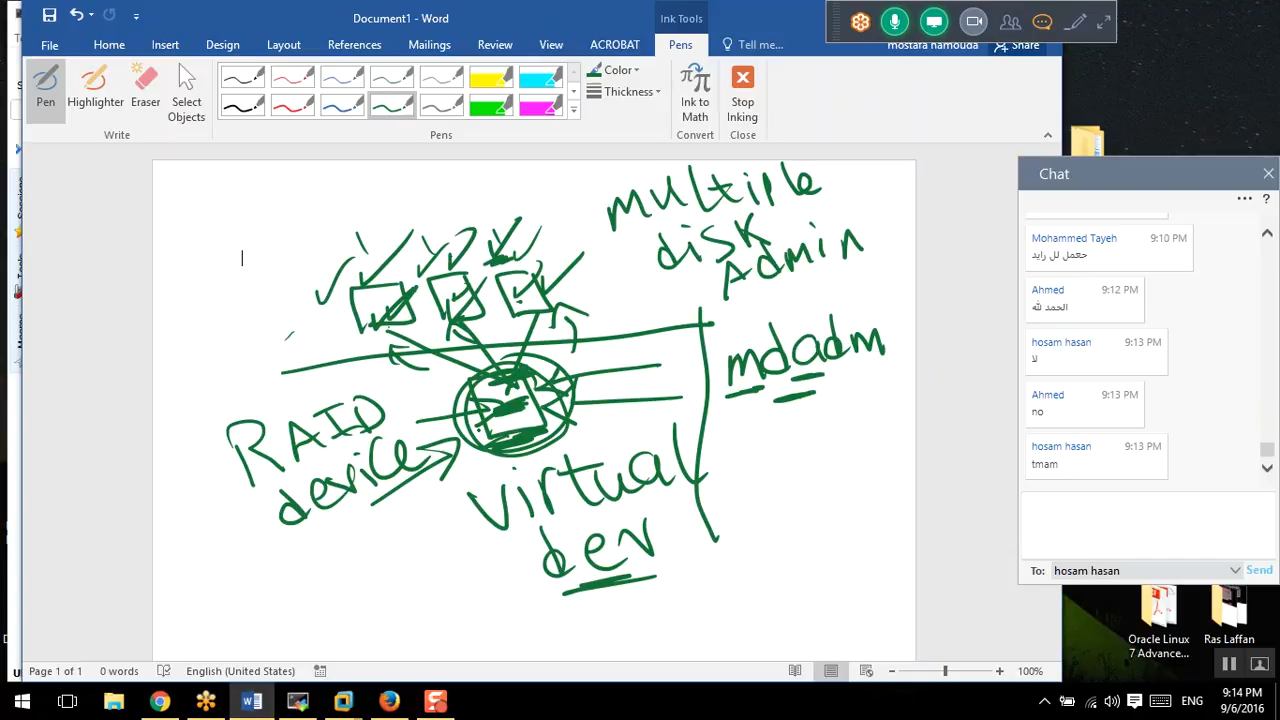 Document1 - Word
Ink Tools
mostafa hamouda
Share
File
Home
Insert
Design
Layout
References
Mailings
Review
View
ACROBAT
Pens
Tell me...
Pen
Highlighter
Eraser
Select
Objects
Write
Color
Thickness
Pens
Ink to
Math
Convert
Stop
Inking
Close
multiple
disk
Admin
mdadm
RAID
device
virtual
dev
Chat
Mohammed Tayeh 9:10 PM
حعمل لل رايد
Ahmed 9:12 PM
الحمد لله
hosam hasan 9:13 PM
لا
Ahmed 9:13 PM
no
hosam hasan 9:13 PM
tmam
To: hosam hasan
Send
Oracle Linux
7 Advance...
Ras Laffan
Page 1 of 1
0 words
English (United States)
100%
ENG
9:14 PM
9/6/2016